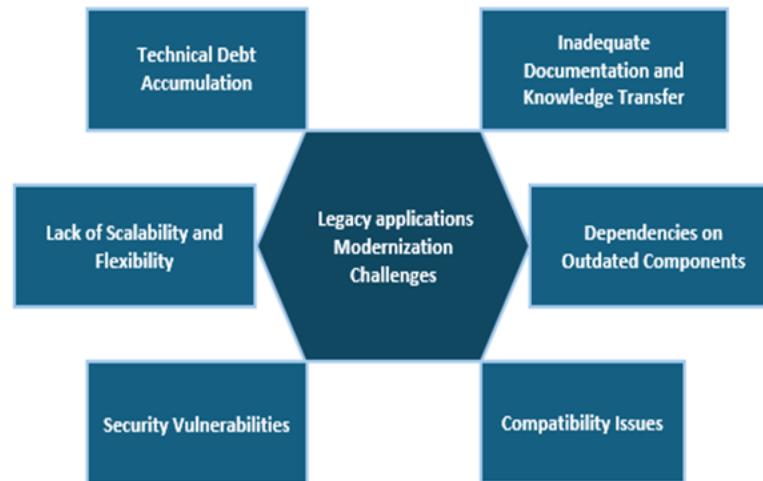 Technical Debt
Accumulation
Inadequate
Documentation and
Knowledge Transfer
Lack of Scalability and
Flexibility
Legacy applications
Modernization
Challenges
Dependencies on
Outdated Components
Security Vulnerabilities
Compatibility Issues